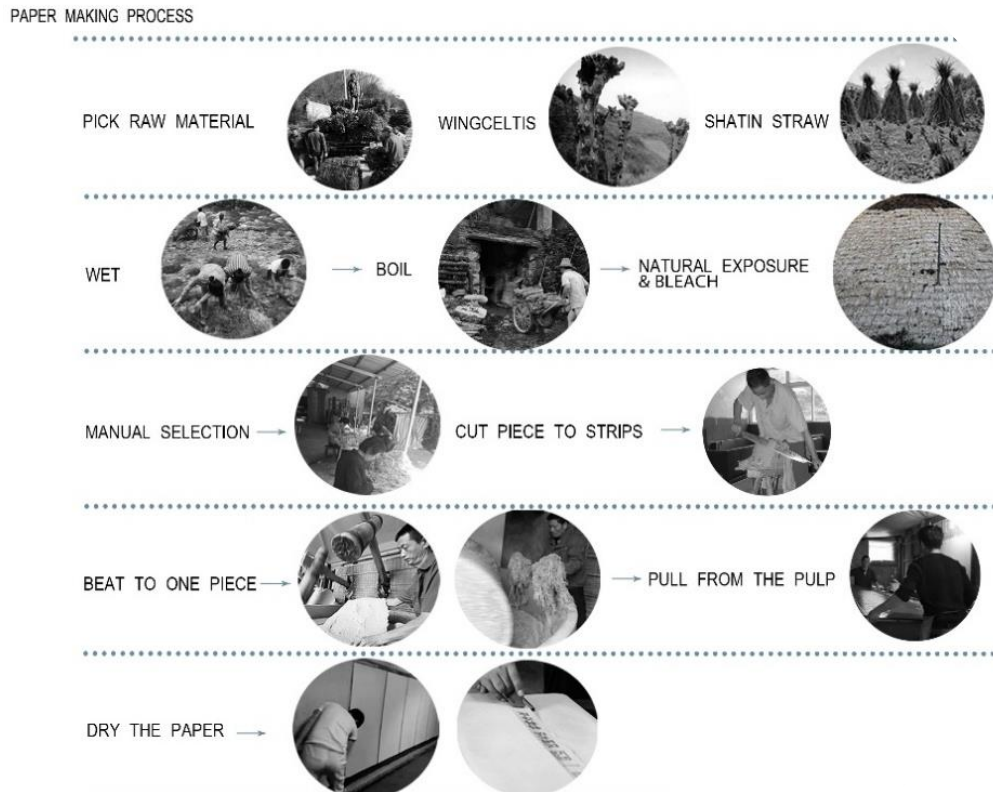 PAPER MAKING PROCESS
PICK RAW MATERIAL
WINGCELTIS
SHATIN STRAW
WET
BOIL
NATURAL EXPOSURE
& BLEACH
MANUAL SELECTION
CUT PIECE TO STRIPS
BEAT TO ONE PIECE
PULL FROM THE PULP
DRY THE PAPER